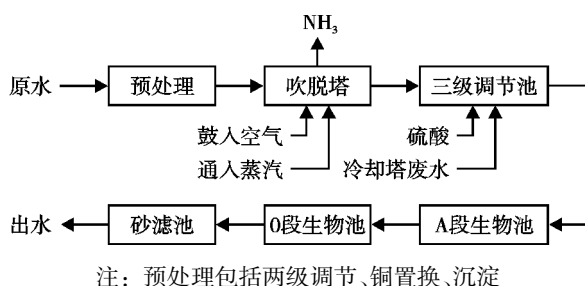 NH₃
原水 预处理 吹脱塔 三级调节池
鼓入空气 硫酸
通入蒸汽 冷却塔废水
出水 砂滤池 O段生物池 A段生物池
注：预处理包括两级调节、铜置换、沉淀